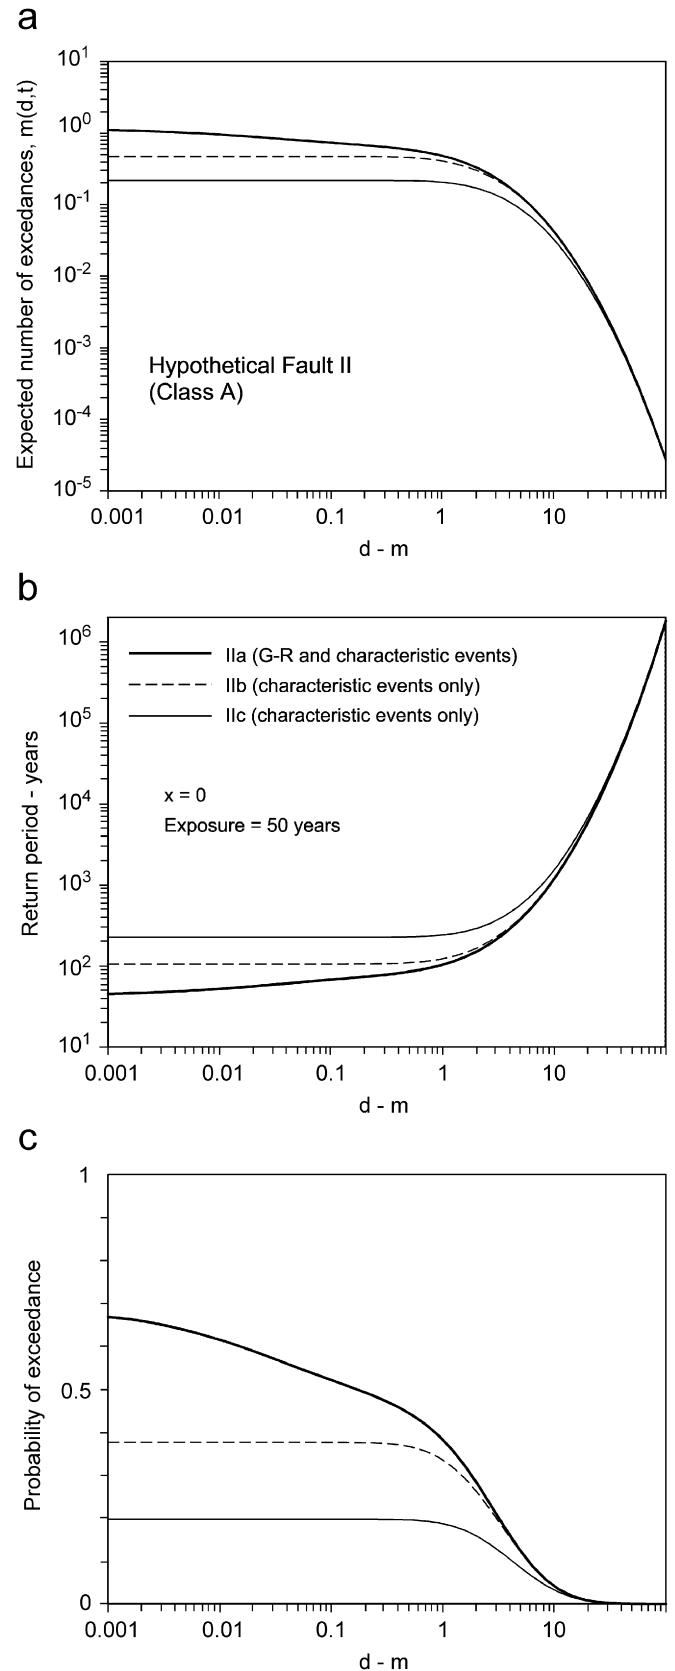 a
Expected number of excedances, m(d,t)
10^1
10^0
10^-1
10^-2
10^-3
10^-4
10^-5
Hypothetical Fault II
(Class A)
0.001 0.01 0.1 1 10
d - m
b
Return period - years
10^6
10^5
10^4
10^3
10^2
10^1
IIa (G-R and characteristic events)
IIb (characteristic events only)
IIc (characteristic events only)
x = 0
Exposure = 50 years
0.001 0.01 0.1 1 10
d - m
c
Probability of exceedance
1
0.5
0
0.001 0.01 0.1 1 10
d - m